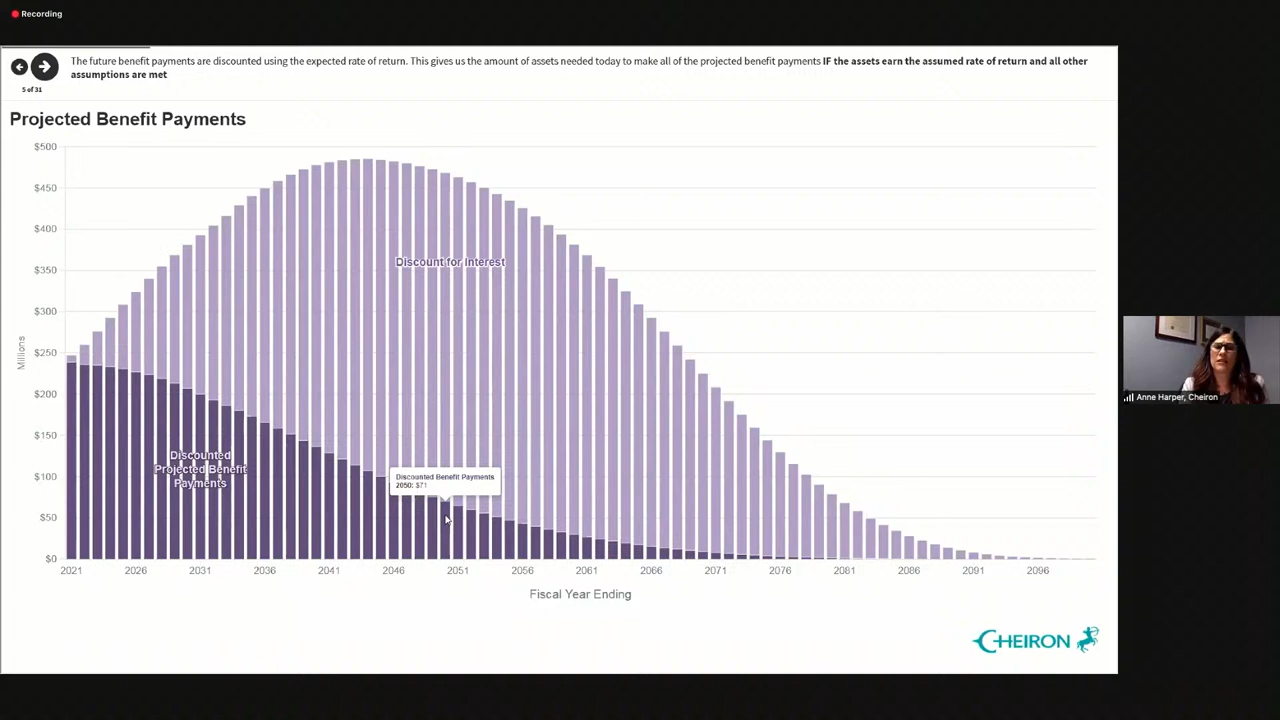 Recording
The future benefit payments are discounted using the expected rate of return. This gives us the amount of assets needed today to make all of the projected benefit payments IF the assets earn the assumed rate of return and all other
assumptions are met
5 of 31
Projected Benefit Payments
$500
$450
$400
$350
$300
$250
$200
$150
$100
$50
$0
Millions
Discount for Interest
Discounted
Projected Benefit
Payments
Discounted Benefit Payments
2050: $71
2021 2026 2031 2036 2041 2046 2051 2056 2061 2066 2071 2076 2081 2086 2091 2096
Fiscal Year Ending
CHEIRON
Anne Harper, Cheiron